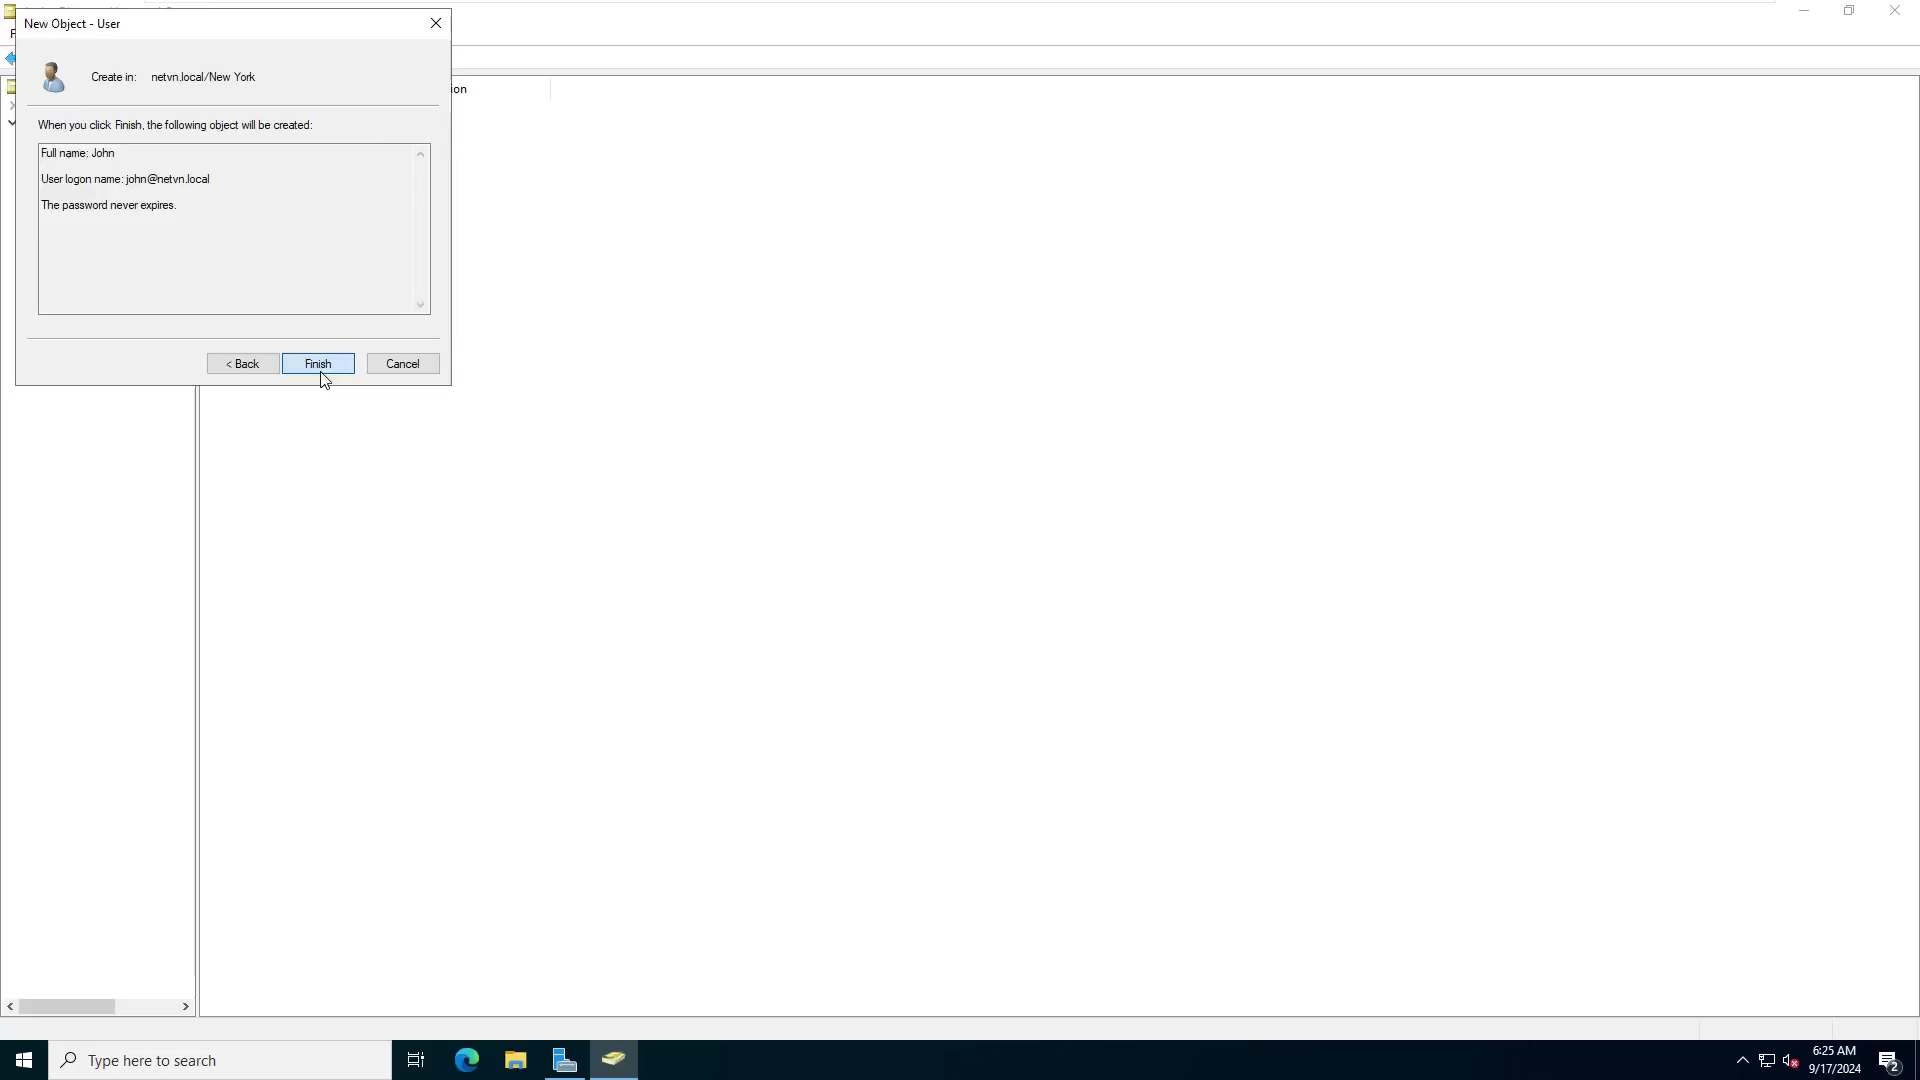 New Object - User
Create in: netvn.local/New York
When you click Finish, the following object will be created:
Full name: John
User logon name: john@netvn.local
The password never expires.
< Back
Finish
Cancel
Type here to search
6:25 AM
9/17/2024
2